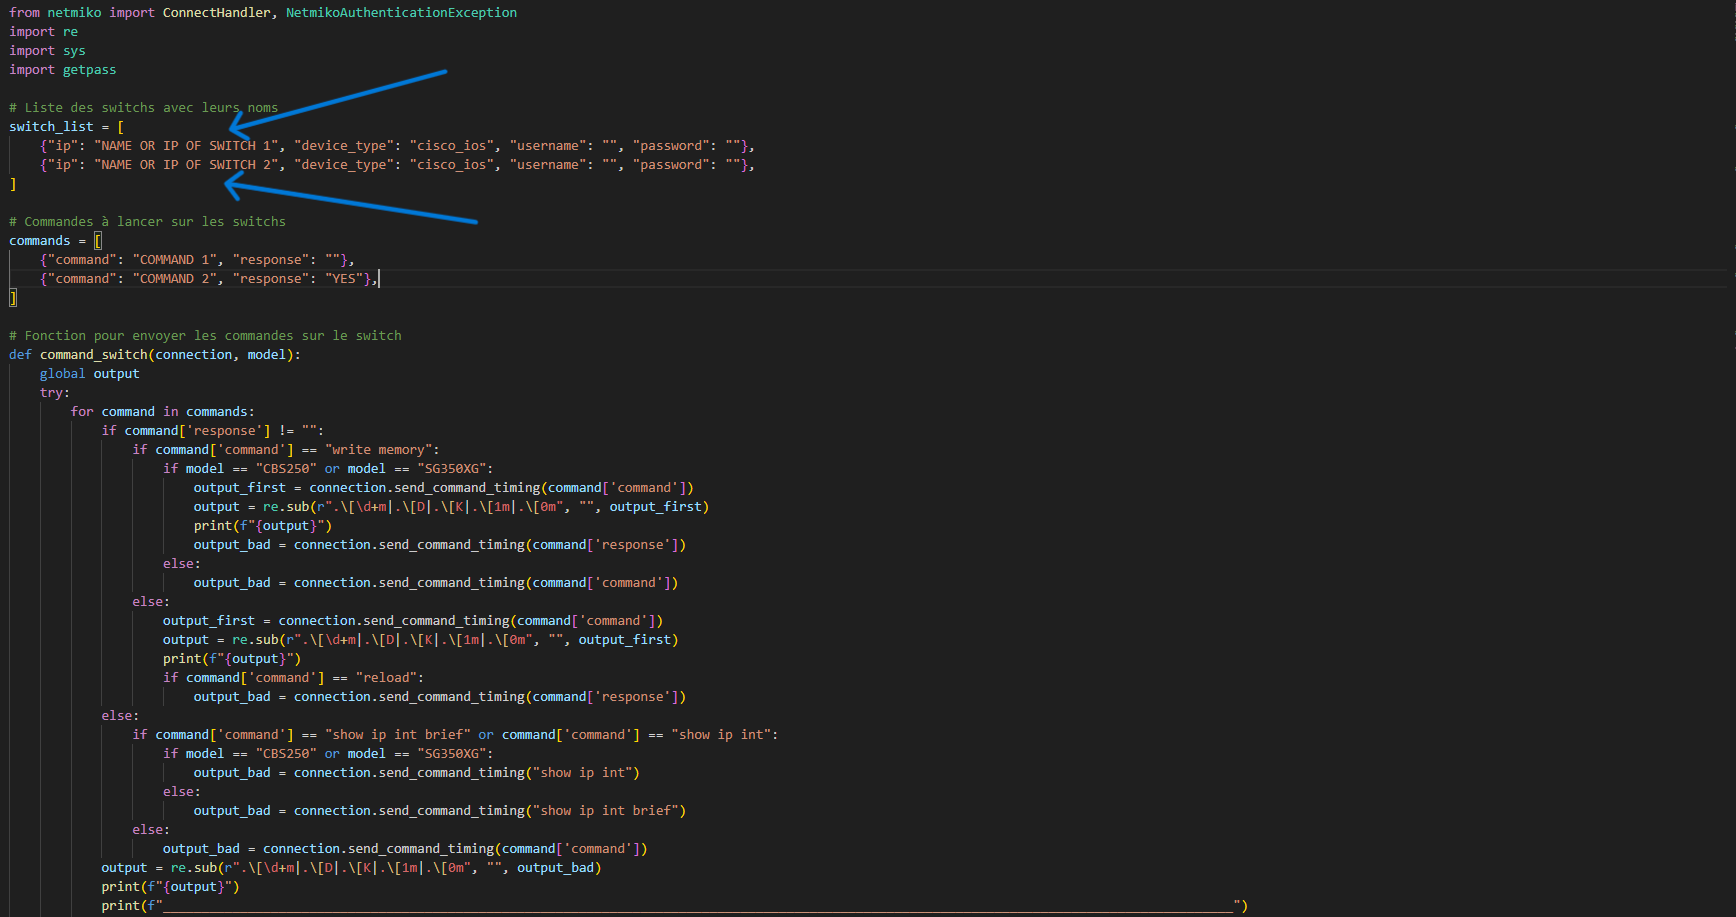 from netmiko import ConnectHandler, NetmikoAuthenticationException
import re
import sys
import getpass
# Liste des switchs avec leurs noms
switch_list = [
    {"ip": "NAME OR IP OF SWITCH 1", "device_type": "cisco_ios", "username": "", "password": ""},
    {"ip": "NAME OR IP OF SWITCH 2", "device_type": "cisco_ios", "username": "", "password": ""},
]
# Commandes à lancer sur les switchs
commands = [
    {"command": "COMMAND 1", "response": ""},
    {"command": "COMMAND 2", "response": "YES"},
]
# Fonction pour envoyer les commandes sur le switch
def command_switch(connection, model):
    global output
    try:
        for command in commands:
            if command['response'] != "":
                if command['command'] == "write memory":
                    if model == "CBS250" or model == "SG350XG":
                        output_first = connection.send_command_timing(command['command'])
                        output = re.sub(r".\[\d+m|.\[D|.\[K|.\[1m|.\[0m", "", output_first)
                        print(f"{output}")
                        output_bad = connection.send_command_timing(command['response'])
                    else:
                        output_bad = connection.send_command_timing(command['command'])
                else:
                    output_first = connection.send_command_timing(command['command'])
                    output = re.sub(r".\[\d+m|.\[D|.\[K|.\[1m|.\[0m", "", output_first)
                    print(f"{output}")
                    if command['command'] == "reload":
                        output_bad = connection.send_command_timing(command['response'])
            else:
                if command['command'] == "show ip int brief" or command['command'] == "show ip int":
                    if model == "CBS250" or model == "SG350XG":
                        output_bad = connection.send_command_timing("show ip int")
                    else:
                        output_bad = connection.send_command_timing("show ip int brief")
                else:
                    output_bad = connection.send_command_timing(command['command'])
            output = re.sub(r".\[\d+m|.\[D|.\[K|.\[1m|.\[0m", "", output_bad)
            print(f"{output}")
            print(f"___________________________________________________________________________________________________________________________________________")